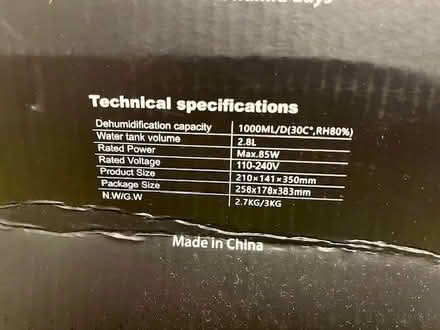 Technical specifications
Dehumidification capacity 1000ML/D(30C°,RH80%)
Water tank volume 2.8L
Rated Power Max.85W
Rated Voltage 110-240V
Product Size 210×141×350mm
Package Size 258x178x383mm
N.W/G.W 2.7KG/3KG
Made in China